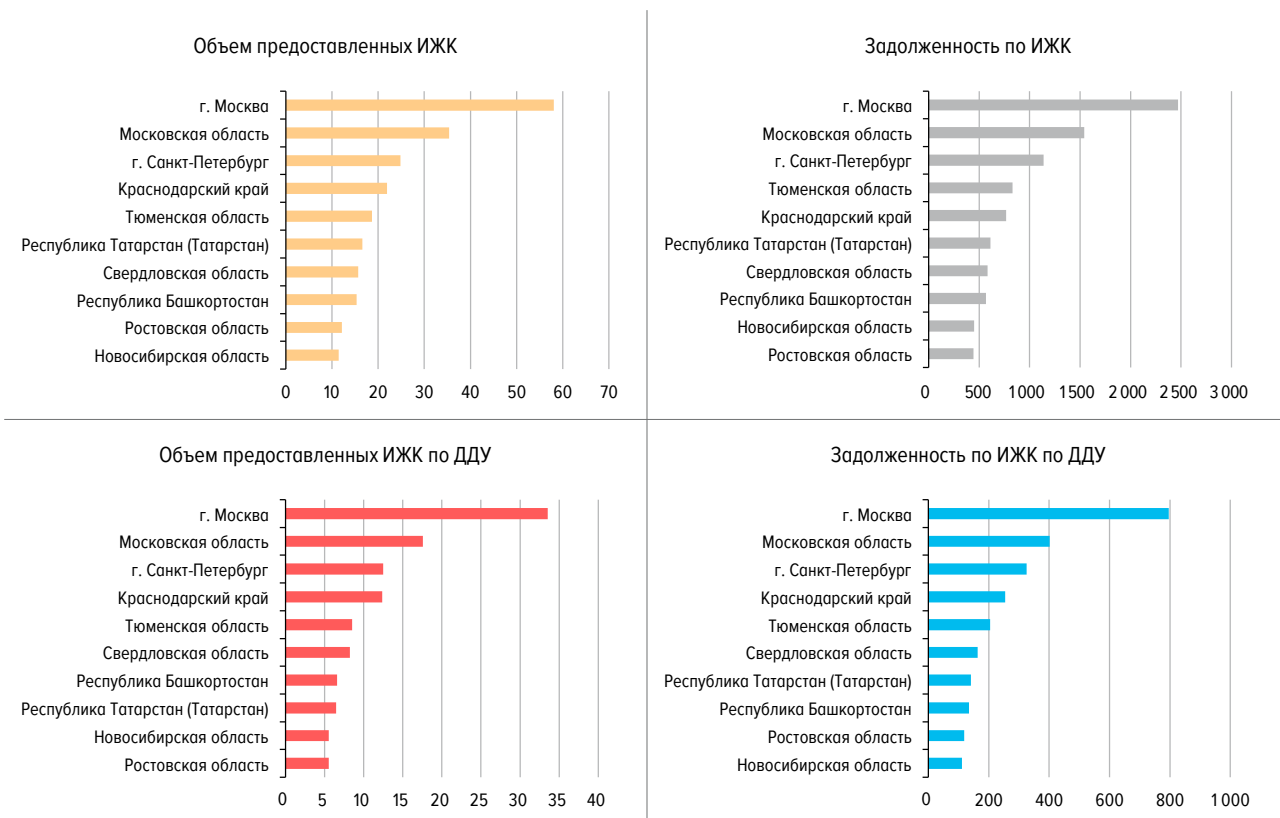 Объем предоставленных ИЖК
г. Москва
Московская область
г. Санкт-Петербург
Краснодарский край
Тюменская область
Республика Татарстан (Татарстан)
Свердловская область
Республика Башкортостан
Ростовская область
Новосибирская область
0 10 20 30 40 50 60 70
Задолженность по ИЖК
г. Москва
Московская область
г. Санкт-Петербург
Тюменская область
Краснодарский край
Республика Татарстан (Татарстан)
Свердловская область
Республика Башкортостан
Новосибирская область
Ростовская область
0 500 1 000 1 500 2 000 2 500 3 000
Объем предоставленных ИЖК по ДДУ
г. Москва
Московская область
г. Санкт-Петербург
Краснодарский край
Тюменская область
Свердловская область
Республика Башкортостан
Республика Татарстан (Татарстан)
Новосибирская область
Ростовская область
0 5 10 15 20 25 30 35 40
Задолженность по ИЖК по ДДУ
г. Москва
Московская область
г. Санкт-Петербург
Краснодарский край
Тюменская область
Свердловская область
Республика Татарстан (Татарстан)
Республика Башкортостан
Ростовская область
Новосибирская область
0 200 400 600 800 1 000